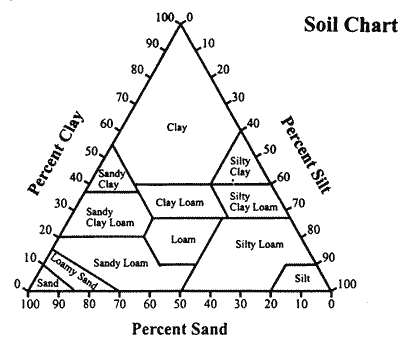 Soil Chart
100 0
90 10
80 20
70 30
60 40
50 50
40 60
30 70
20 80
10 90
0 100
Percent Clay
Percent Silt
Clay
Silty
Clay
Sandy
Clay
Clay Loam
Silty
Clay Loam
Sandy
Clay Loam
Loam
Silty Loam
Sandy Loam
Loamy Sand
Sand
Silt
100 90 80 70 60 50 40 30 20 10 0
Percent Sand